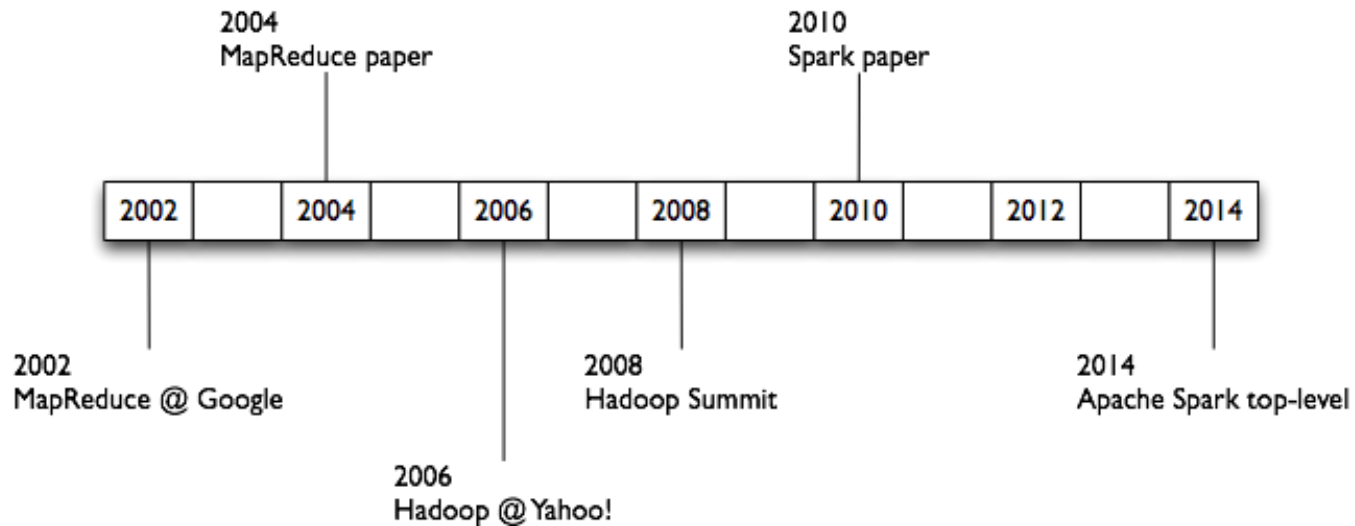 2004
MapReduce paper
2010
Spark paper
2002 2004 2006 2008 2010 2012 2014
2002
MapReduce @ Google
2008
Hadoop Summit
2014
Apache Spark top-level
2006
Hadoop @ Yahoo!